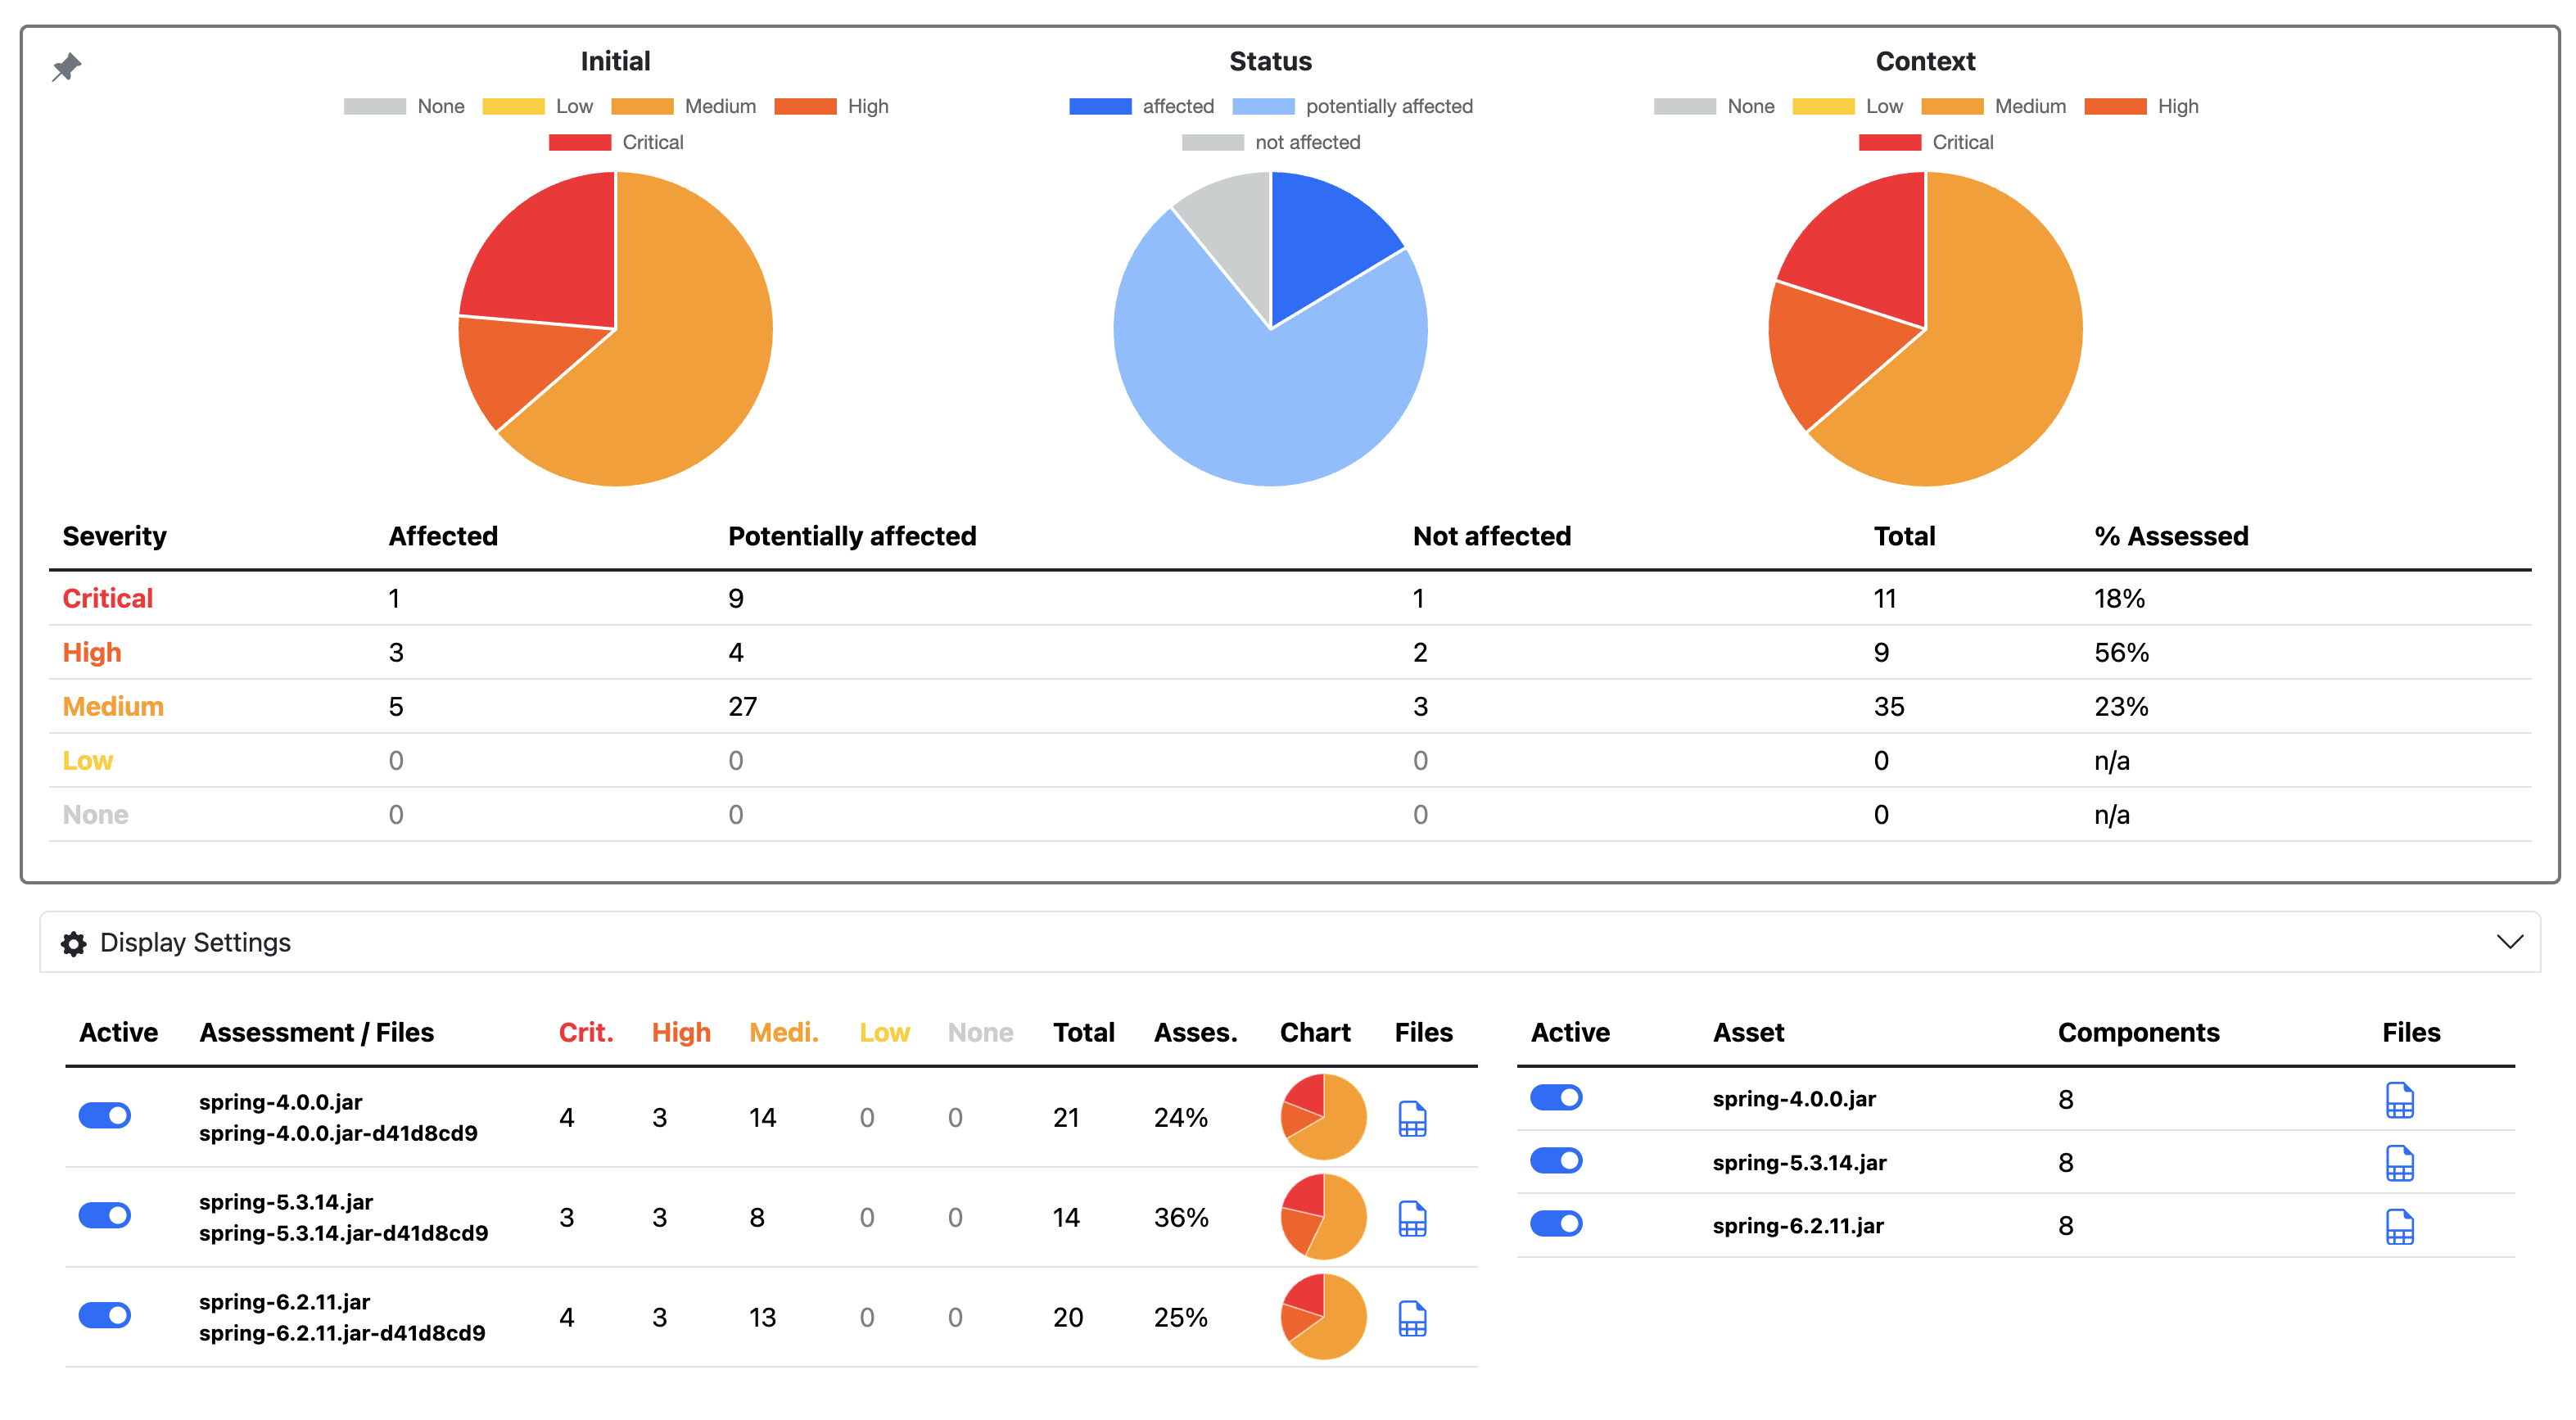 Initial
None Low Medium High
Critical
Status
affected potentially affected
not affected
Context
None Low Medium High
Critical
Severity Affected Potentially affected Not affected Total % Assessed
Critical 1 9 1 11 18%
High 3 4 2 9 56%
Medium 5 27 3 35 23%
Low 0 0 0 0 n/a
None 0 0 0 0 n/a
Display Settings
Active Assessment / Files Crit. High Medi. Low None Total Asses. Chart Files
spring-4.0.0.jar
spring-4.0.0.jar-d41d8cd9
4 3 14 0 0 21 24%
spring-5.3.14.jar
spring-5.3.14.jar-d41d8cd9
3 3 8 0 0 14 36%
spring-6.2.11.jar
spring-6.2.11.jar-d41d8cd9
4 3 13 0 0 20 25%
Active Asset Components Files
spring-4.0.0.jar 8
spring-5.3.14.jar 8
spring-6.2.11.jar 8